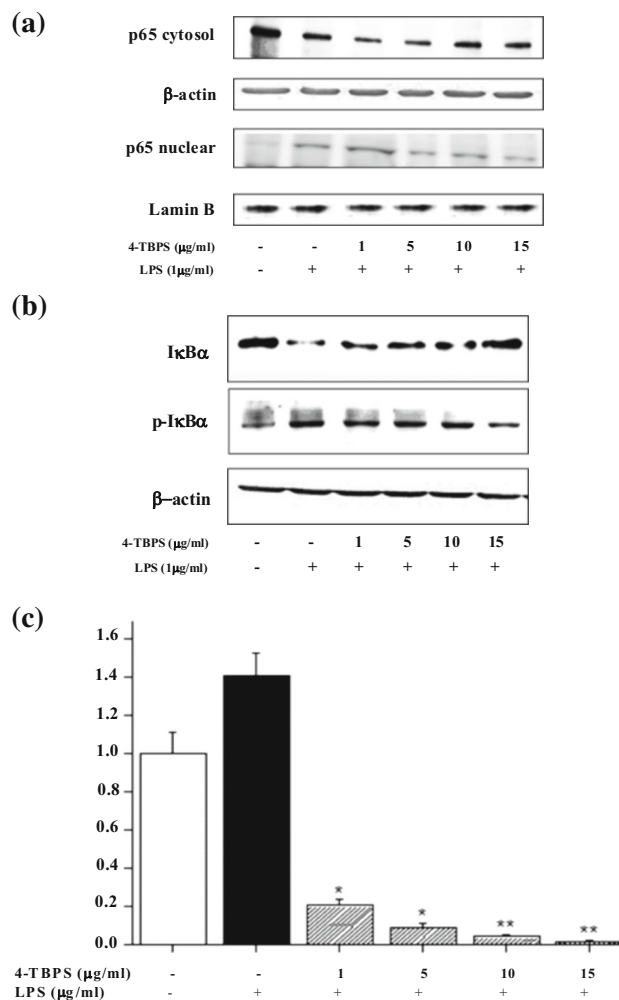 (a)
p65 cytosol
β-actin
p65 nuclear
Lamin B
4-TBPS (μg/ml) - - 1 5 10 15
LPS (1μg/ml) - + + + + +
(b)
IκBα
p-IκBα
β-actin
4-TBPS (μg/ml) - - 1 5 10 15
LPS (1μg/ml) - + + + + +
(c)
1.6
1.4
1.2
1.0
0.8
0.6
0.4
0.2
0.0
* * ** **
4-TBPS (μg/ml) - - 1 5 10 15
LPS (μg/ml) - + + + + +